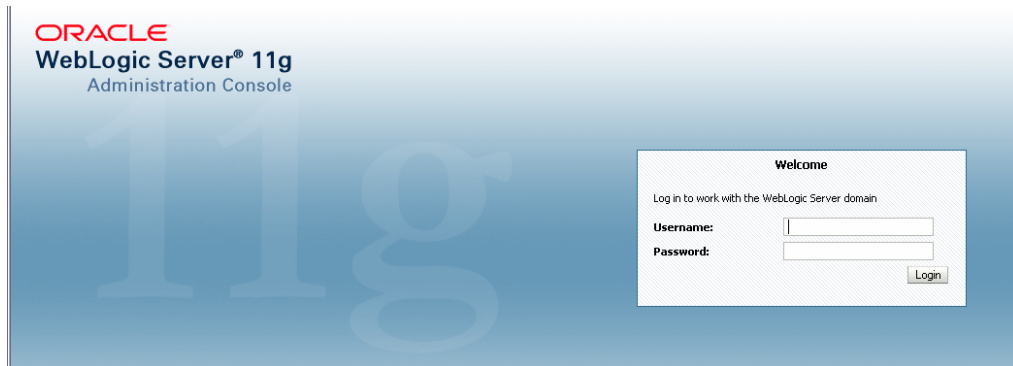 ORACLE
WebLogic Server® 11g
Administration Console
11g
Welcome
Log in to work with the WebLogic Server domain
Username:
Password:
Login